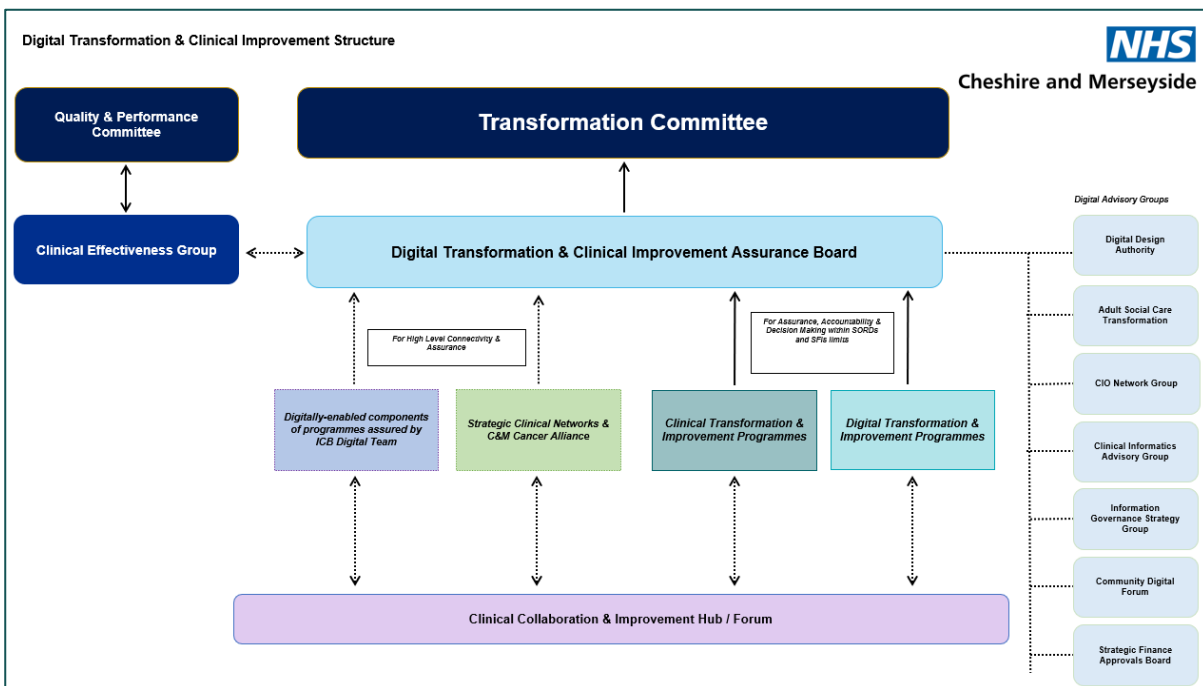 Digital Transformation & Clinical Improvement Structure
NHS
Cheshire and Merseyside
Quality & Performance
Committee
Transformation Committee
Clinical Effectiveness Group
Digital Transformation & Clinical Improvement Assurance Board
For High Level Connectivity &
Assurance
For Assurance, Accountability &
Decision Making within SORDs
and SFIs limits
Digitally-enabled components
of programmes assured by
ICB Digital Team
Strategic Clinical Networks &
C&M Cancer Alliance
Clinical Transformation &
Improvement Programmes
Digital Transformation &
Improvement Programmes
Clinical Collaboration & Improvement Hub / Forum
Digital Advisory Groups
Digital Design
Authority
Adult Social Care
Transformation
CIO Network Group
Clinical Informatics
Advisory Group
Information
Governance Strategy
Group
Community Digital
Forum
Strategic Finance
Approvals Board